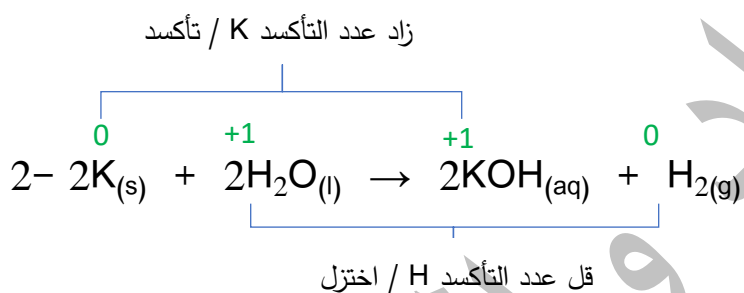 زاد عدد التأكسد K / تأكسد
0 +1 +1 0
2− 2K(s) + 2H₂O(l) → 2KOH(aq) + H₂(g)
قل عدد التأكسد H / اختزل